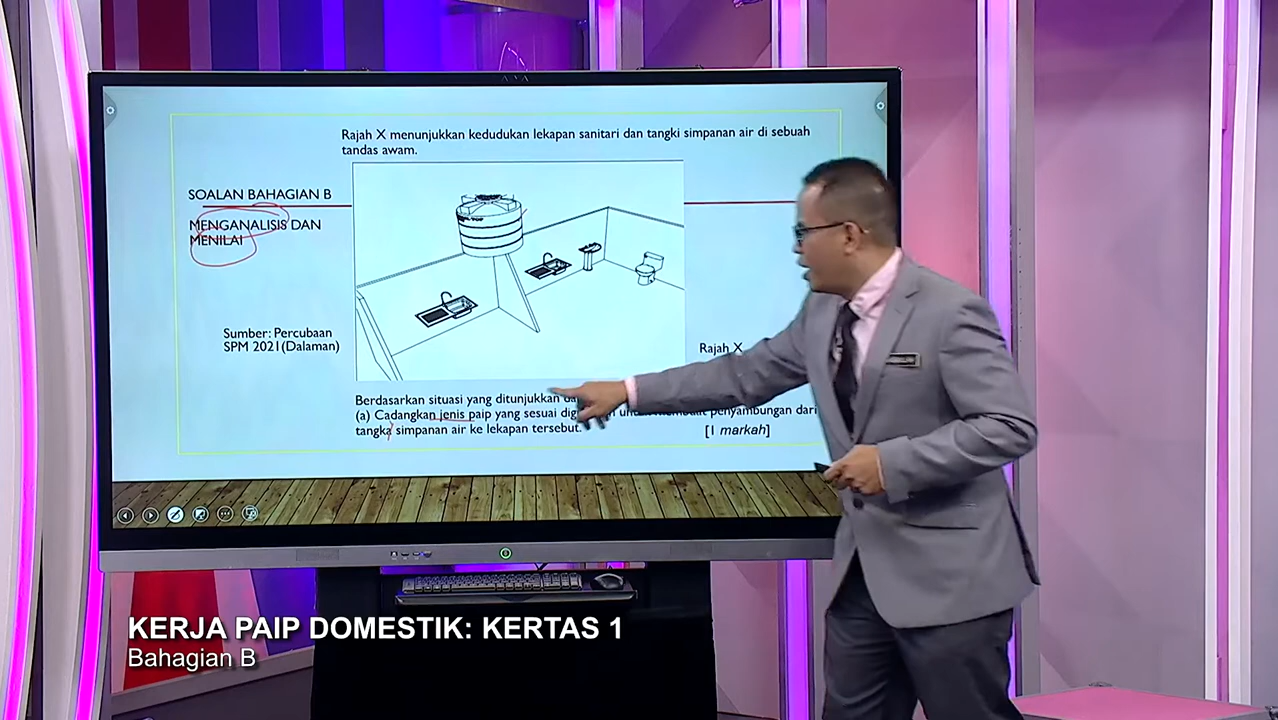 Rajah X menunjukkan kedudukan lekapan sanitari dan tangki simpanan air di sebuah
tandas awam.
SOALAN BAHAGIAN B
MENGANALISIS DAN
MENILAI
Sumber: Percubaan
SPM 2021(Dalaman)
Rajah X
Berdasarkan situasi yang ditunjukkan
(a) Cadangkan jenis paip yang sesuai untuk penyambungan dari
tangka simpanan air ke lekapan tersebut.
[1 markah]
KERJA PAIP DOMESTIK: KERTAS 1
Bahagian B